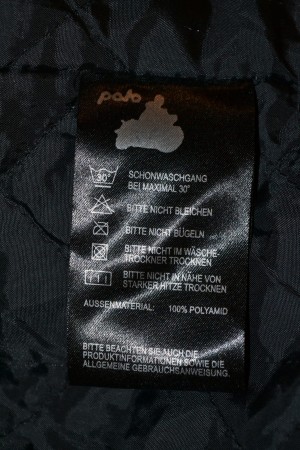 polo
30°
SCHONWASCHGANG
BEI MAXIMAL 30°
BITTE NICHT BLEICHEN
BITTE NICHT BÜGELN
BITTE NICHT IM WÄSCHE-
TROCKNER TROCKNEN
BITTE NICHT IN NÄHE VON
STARKER HITZE TROCKNEN
AUSSENMATERIAL: 100% POLYAMID
BITTE BEACHTEN SIE AUCH DIE
PRODUKTINFORMATIONEN SOWIE DIE
ALLGEMEINE GEBRAUCHSANWEISUNG.